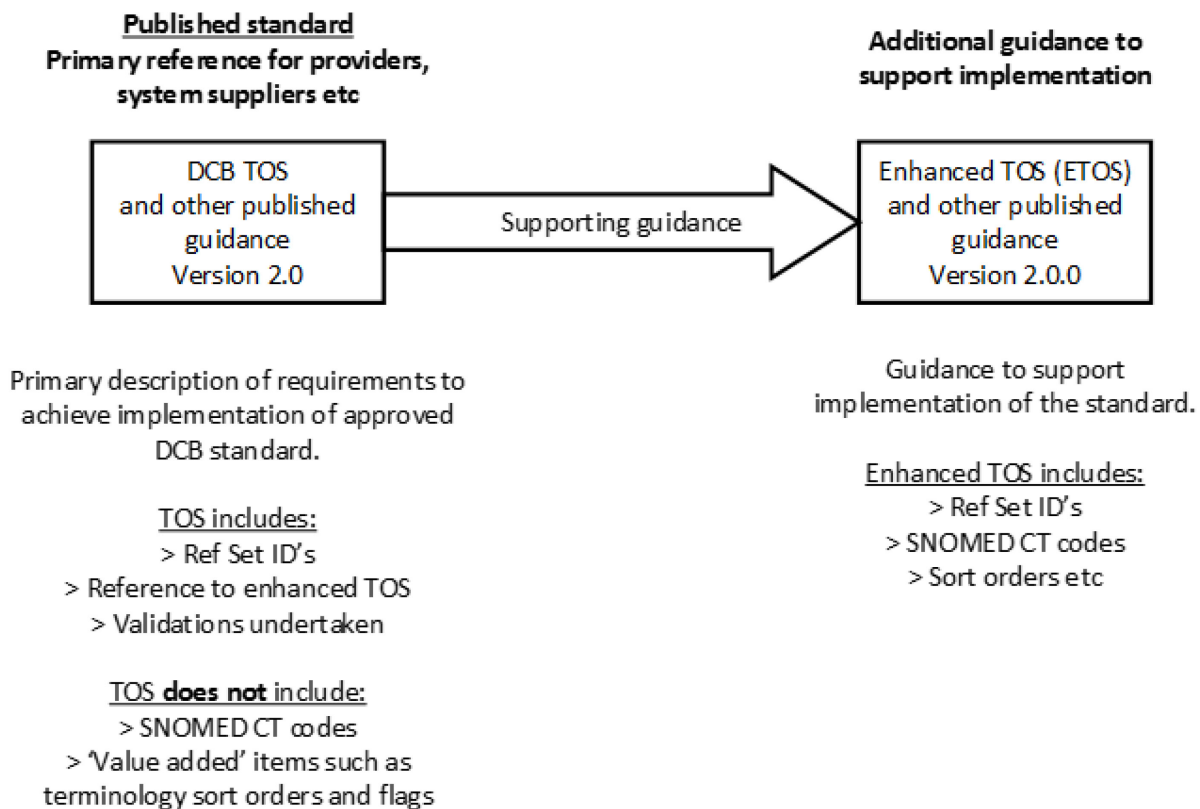 Published standard
Primary reference for providers,
system suppliers etc
DCB TOS
and other published
guidance
Version 2.0
Primary description of requirements to
achieve implementation of approved
DCB standard.
TOS includes:
> Ref Set ID’s
> Reference to enhanced TOS
> Validations undertaken
TOS does not include:
> SNOMED CT codes
> ‘Value added’ items such as
terminology sort orders and flags
Supporting guidance
Additional guidance to
support implementation
Enhanced TOS (ETOS)
and other published
guidance
Version 2.0.0
Guidance to support
implementation of the standard.
Enhanced TOS includes:
> Ref Set ID’s
> SNOMED CT codes
> Sort orders etc